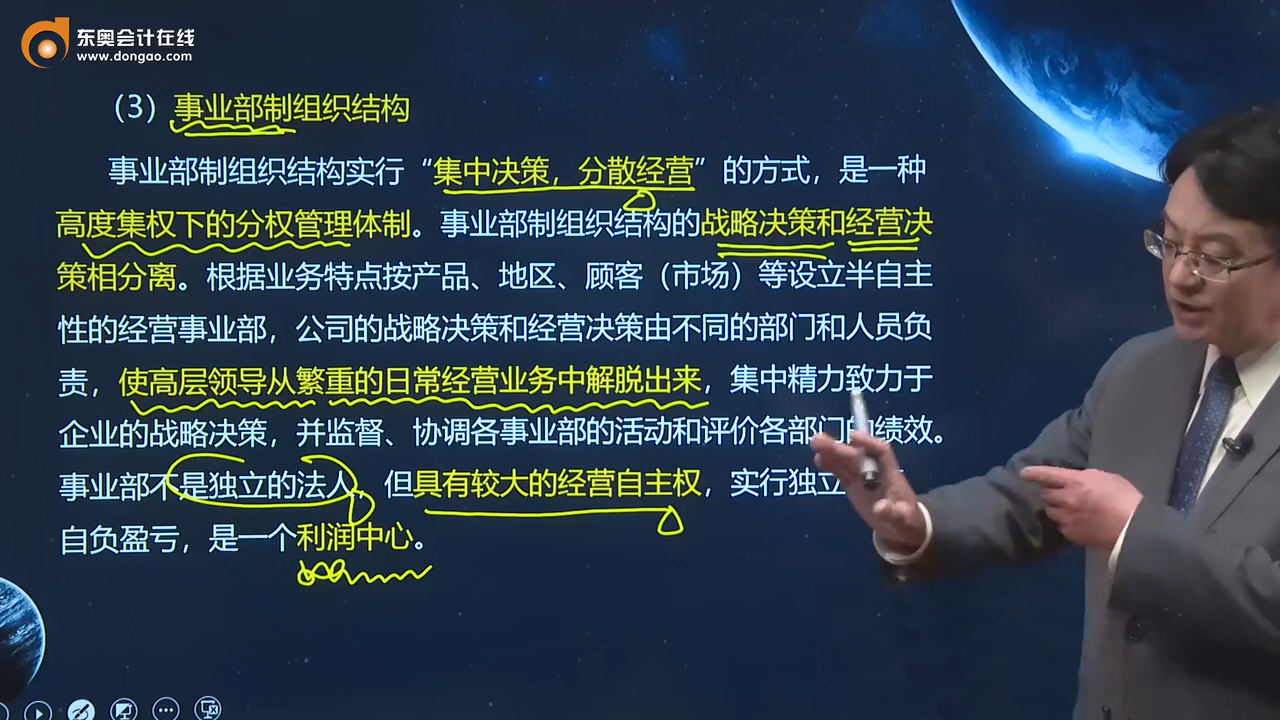 东奥会计在线
www.dongao.com
（3）事业部制组织结构
事业部制组织结构实行“集中决策，分散经营”的方式，是一种
高度集权下的分权管理体制。事业部制组织结构的战略决策和经营决
策相分离。根据业务特点按产品、地区、顾客（市场）等设立半自主
性的经营事业部，公司的战略决策和经营决策由不同的部门和人员负
责，使高层领导从繁重的日常经营业务中解脱出来，集中精力致力于
企业的战略决策，并监督、协调各事业部的活动和评价各部门的绩效。
事业部不是独立的法人，但具有较大的经营自主权，实行独立
自负盈亏，是一个利润中心。